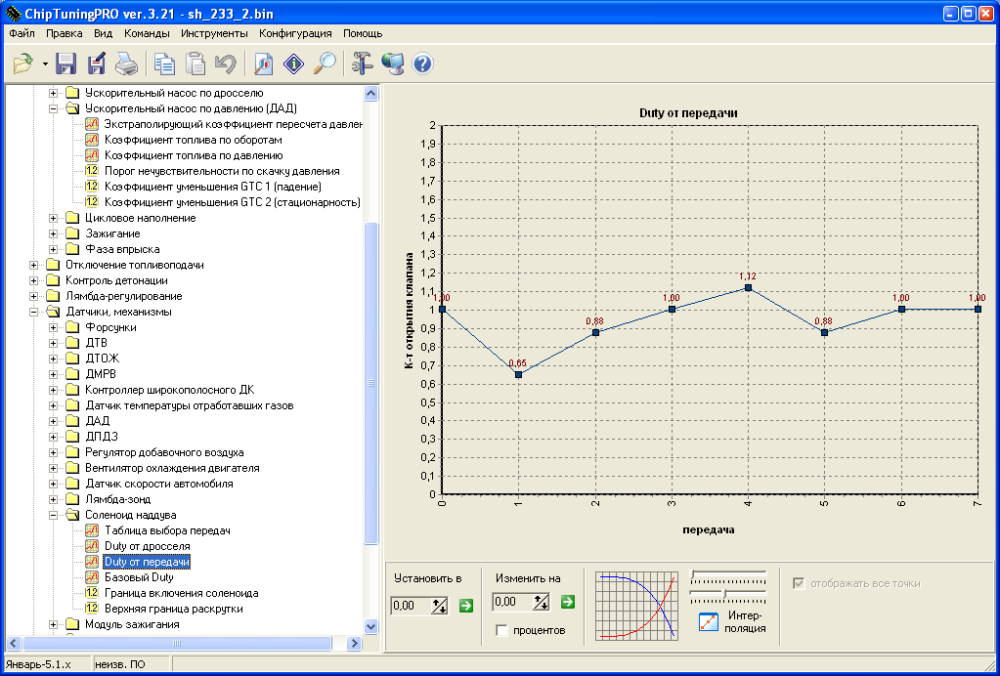 ChipTuningPRO ver.3.21 - sh_233_2.bin
Файл Правка Вид Команды Инструменты Конфигурация Помощь
Ускорительный насос по дросселю
Ускорительный насос по давлению (ДАД)
Экстраполирующий коэффициент пересчета давлен
Коэффициент топлива по оборотам
Коэффициент топлива по давлению
1.2 Порог нечувствительности по скачку давления
1.2 Коэффициент уменьшения GTC 1 (падение)
1.2 Коэффициент уменьшения GTC 2 (стационарность)
Цикловое наполнение
Зажигание
Фаза впрыска
Отключение топливоподачи
Контроль детонации
Лямбда-регулирование
Датчики, механизмы
Форсунки
ДТВ
ДТОЖ
ДМРВ
Контроллер широкополосного ДК
Датчик температуры отработавших газов
ДАД
ДПДЗ
Регулятор добавочного воздуха
Вентилятор охлаждения двигателя
Датчик скорости автомобиля
Лямбда-зонд
Соленоид наддува
Таблица выбора передач
Duty от дросселя
Duty от передачи
Базовый Duty
1.2 Граница включения соленоида
1.2 Верхняя граница раскрутки
Модуль зажигания
Duty от передачи
К-т открытия клапана
2
1,9
1,8
1,7
1,6
1,5
1,4
1,3
1,2
1,1
1
0,9
0,8
0,7
0,6
0,5
0,4
0,3
0,2
0,1
0
1,00 0,65 0,88 1,00 1,12 0,88 1,00 1,00
0 1 2 3 4 5 6 7
передача
Установить в
0,00
Изменить на
0,00
процентов
Интер-
поляция
отображать все точки
Январь-5.1.x
неизв. ПО